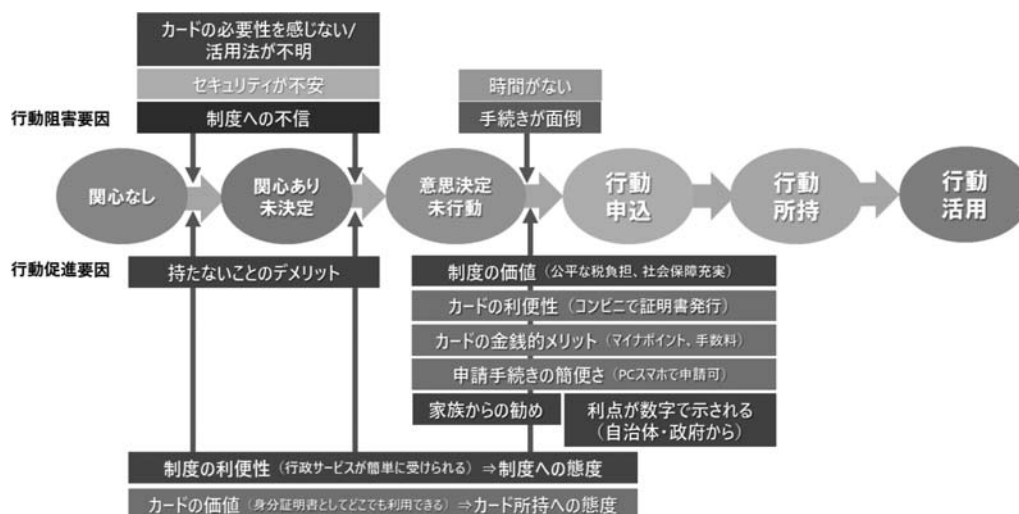 カードの必要性を感じない/
活用法が不明
セキュリティが不安
制度への不信
時間がない
手続きが面倒
行動阻害要因
関心なし
関心あり
未決定
意思決定
未行動
行動
申込
行動
所持
行動
活用
行動促進要因
持たないことのデメリット
制度の価値（公平な税負担、社会保障充実）
カードの利便性（コンビニで証明書発行）
カードの金銭的メリット（マイナポイント、手数料）
申請手続きの簡便さ（PCスマホで申請可）
家族からの勧め
利点が数字で示される
（自治体・政府から）
制度の利便性（行政サービスが簡単に受けられる）⇒制度への態度
カードの価値（身分証明書としてどこでも利用できる）⇒カード所持への態度